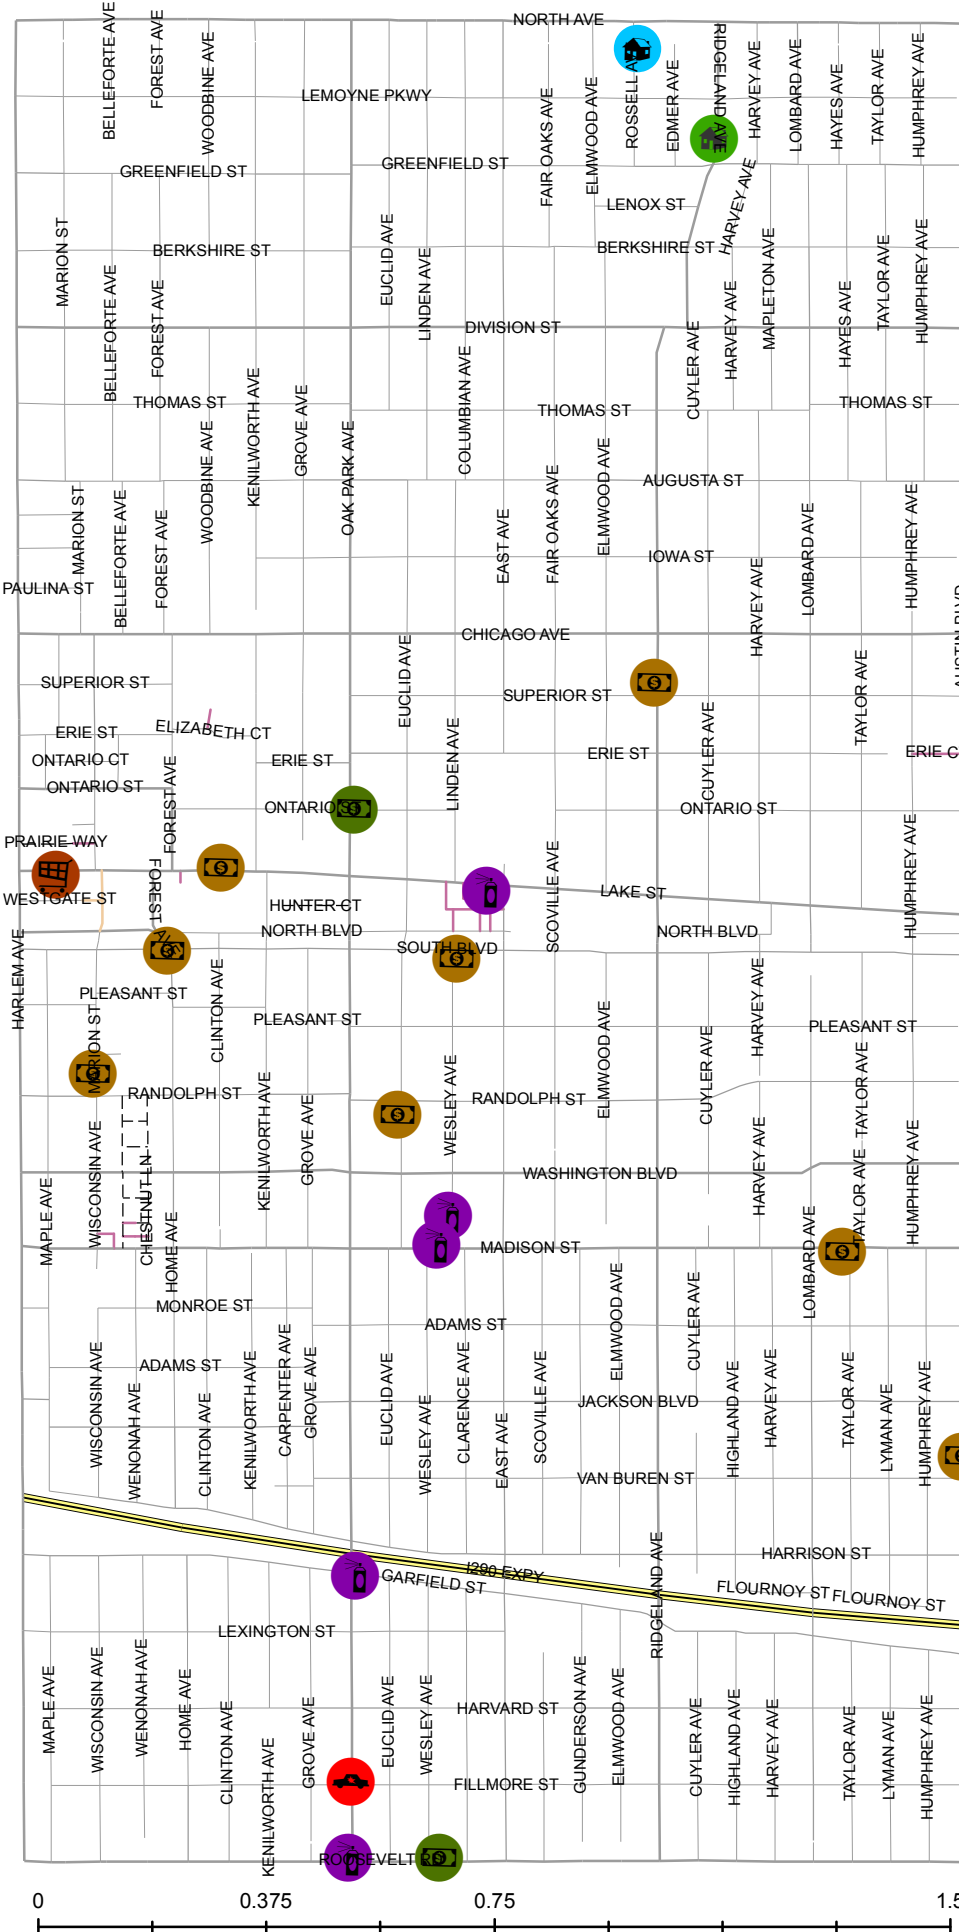 NORTH AVE
BELLEFORTE AVE
FOREST AVE
WOODBINE AVE
LEMOYNE PKWY
FAIR OAKS AVE
ELMWOOD AVE
ROSSELL AVE
EDMER AVE
RIDGELAND AVE
HARVEY AVE
LOMBARD AVE
HAYES AVE
TAYLOR AVE
HUMPHREY AVE
GREENFIELD ST
GREENFIELD ST
LENOX ST
HARVEY AVE
MARION ST
BERKSHIRE ST
BERKSHIRE ST
EUCLID AVE
LINDEN AVE
MAPLETON AVE
TAYLOR AVE
HUMPHREY AVE
BELLEFORTE AVE
FOREST AVE
DIVISION ST
CUYLER AVE
HARVEY AVE
HAYES AVE
THOMAS ST
THOMAS ST
THOMAS ST
KENILWORTH AVE
GROVE AVE
COLUMBIAN AVE
WOODBINE AVE
OAK PARK AVE
AUGUSTA ST
MARION ST
BELLEFORTE AVE
FOREST AVE
EAST AVE
FAIR OAKS AVE
ELMWOOD AVE
IOWA ST
HARVEY AVE
LOMBARD AVE
HUMPHREY AVE
PAULINA ST
CHICAGO AVE
AUSTIN BLVD
SUPERIOR ST
SUPERIOR ST
EUCLID AVE
TAYLOR AVE
ERIE ST
ELIZABETH CT
ONTARIO CT
ERIE ST
ERIE ST
ERIE C
ONTARIO ST
LINDEN AVE
CUYLER AVE
FOREST AVE
ONTARIO ST
ONTARIO ST
PRAIRIE WAY
WESTGATE ST
FOREST AVE
HUNTER CT
LAKE ST
SCOVILLE AVE
HUMPHREY AVE
NORTH BLVD
NORTH BLVD
SOUTH BLVD
HARLEM AVE
PLEASANT ST
CLINTON AVE
PLEASANT ST
PLEASANT ST
MARION ST
ELMWOOD AVE
CUYLER AVE
HARVEY AVE
TAYLOR AVE
RANDOLPH ST
RANDOLPH ST
KENILWORTH AVE
GROVE AVE
WESLEY AVE
WASHINGTON BLVD
HARVEY AVE
TAYLOR AVE
HUMPHREY AVE
MAPLE AVE
WISCONSIN AVE
CHESTNUT LN
HOME AVE
MADISON ST
LOMBARD AVE
MONROE ST
ADAMS ST
ADAMS ST
ELMWOOD AVE
CUYLER AVE
WISCONSIN AVE
WENONAH AVE
CLINTON AVE
KENILWORTH AVE
CARPENTER AVE
GROVE AVE
EUCLID AVE
WESLEY AVE
CLARENCE AVE
EAST AVE
SCOVILLE AVE
JACKSON BLVD
HIGHLAND AVE
HARVEY AVE
TAYLOR AVE
LYMAN AVE
HUMPHREY AVE
VAN BUREN ST
HARRISON ST
I290 EXPY
GARFIELD ST
RIDGELAND AVE
FLOURNOY ST
FLOURNOY ST
LEXINGTON ST
MAPLE AVE
WISCONSIN AVE
WENONAH AVE
HOME AVE
CLINTON AVE
KENILWORTH AVE
GROVE AVE
EUCLID AVE
WESLEY AVE
HARVARD ST
GUNDERSON AVE
ELMWOOD AVE
CUYLER AVE
HIGHLAND AVE
HARVEY AVE
TAYLOR AVE
LYMAN AVE
HUMPHREY AVE
FILLMORE ST
ROOSEVELT RD
0
0.375
0.75
1.5